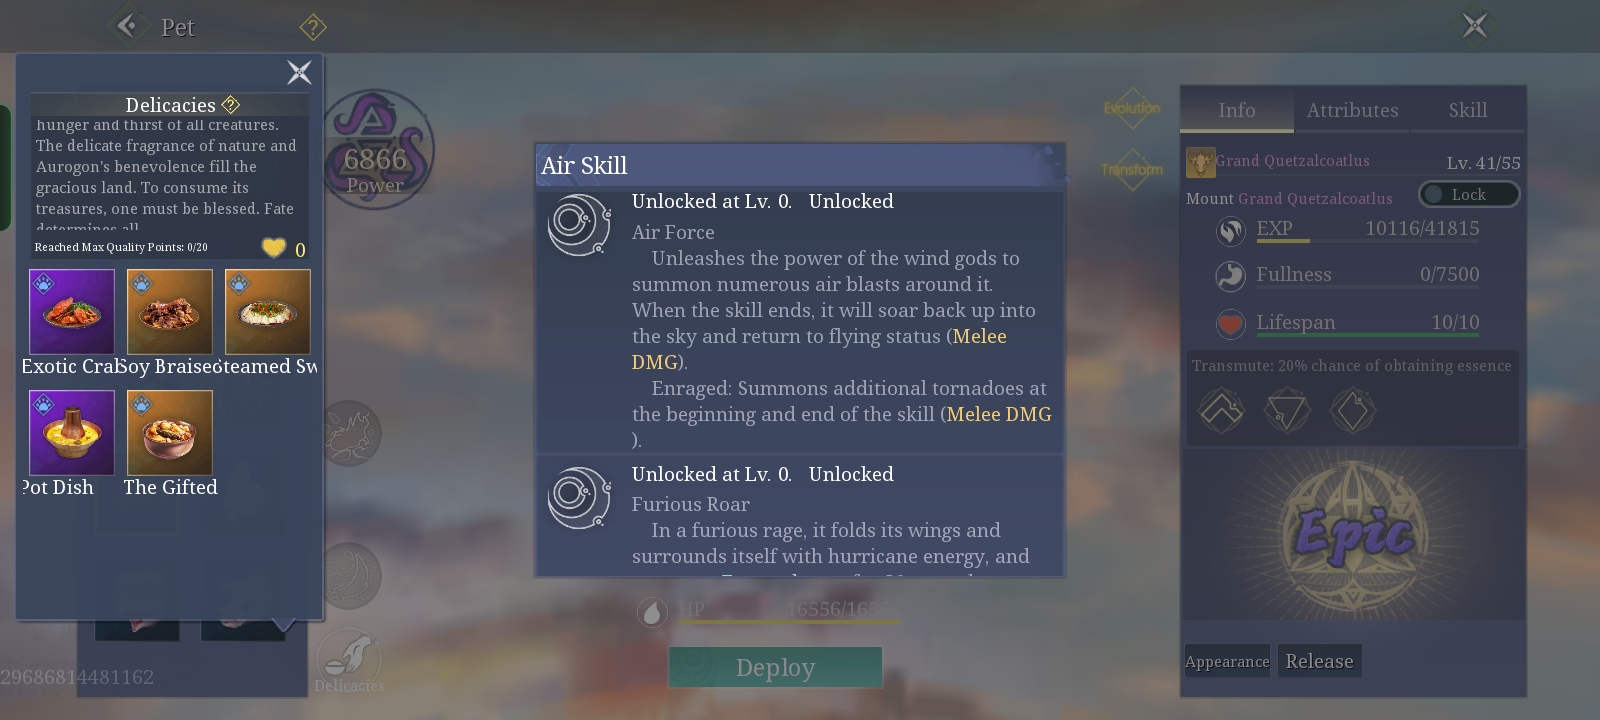 Pet
Delicacies
hunger and thirst of all creatures.
The delicate fragrance of nature and
Aurogon's benevolence fill the
gracious land. To consume its
treasures, one must be blessed. Fate
determines all
Reached Max Quality Points: 0/20
0
Exotic Crab
Soy Braised
Steamed Sw
Pot Dish
The Gifted
6866
Power
Air Skill
Unlocked at Lv. 0. Unlocked
Air Force
Unleashes the power of the wind gods to
summon numerous air blasts around it.
When the skill ends, it will soar back up into
the sky and return to flying status (Melee
DMG).
Enraged: Summons additional tornadoes at
the beginning and end of the skill (Melee DMG
).
Unlocked at Lv. 0. Unlocked
Furious Roar
In a furious rage, it folds its wings and
surrounds itself with hurricane energy, and
HP
Deploy
Delicacies
29686814481162
Evolution
Transform
Info
Attributes
Skill
Grand Quetzalcoatlus
Lv. 41/55
Mount Grand Quetzalcoatlus
Lock
EXP 10116/41815
Fullness 0/7500
Lifespan 10/10
Transmute: 20% chance of obtaining essence
Epic
Appearance
Release